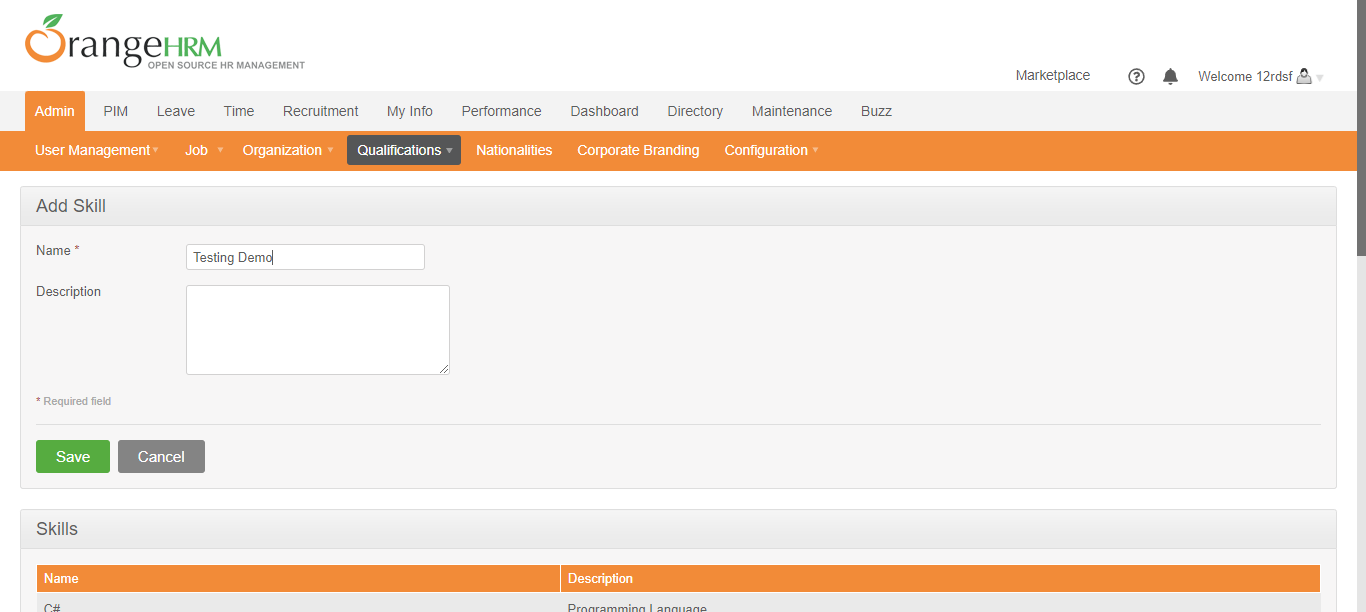 OrangeHRM
OPEN SOURCE HR MANAGEMENT
Marketplace ? Welcome 12rdsf
Admin PIM Leave Time Recruitment My Info Performance Dashboard Directory Maintenance Buzz
User Management Job Organization Qualifications Nationalities Corporate Branding Configuration
Add Skill
Name * Testing Demo
Description
* Required field
Save Cancel
Skills
Name Description
C# Programming Language